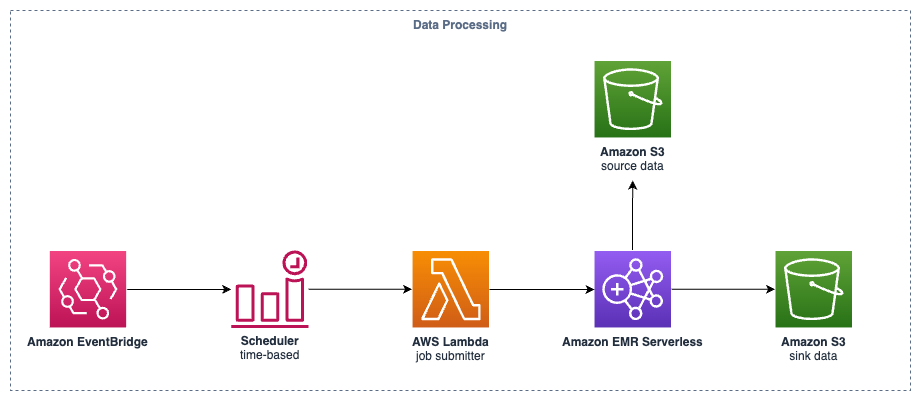 Data Processing
Amazon S3
source data
Amazon EventBridge
Scheduler
time-based
AWS Lambda
job submitter
Amazon EMR Serverless
Amazon S3
sink data